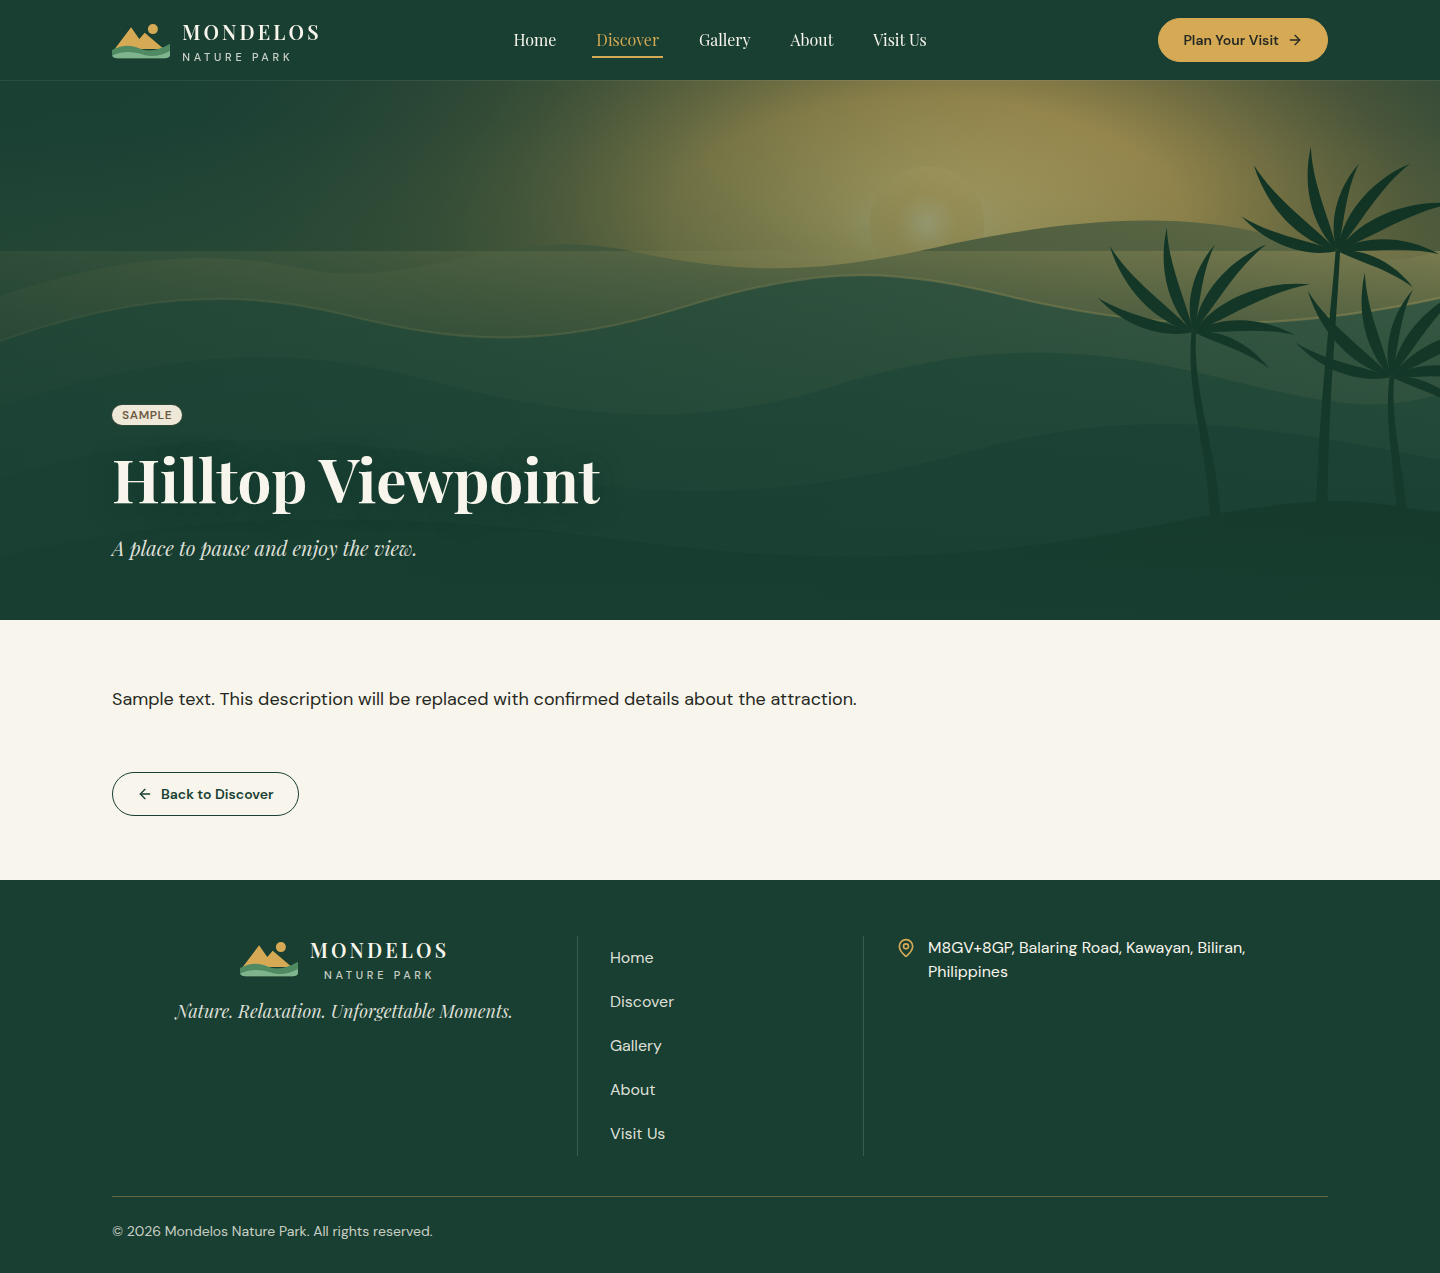 MONDELOS
NATURE PARK
Home
Discover
Gallery
About
Visit Us
Plan Your Visit
SAMPLE
Hilltop Viewpoint
A place to pause and enjoy the view.
Sample text. This description will be replaced with confirmed details about the attraction.
Back to Discover
MONDELOS
NATURE PARK
Nature. Relaxation. Unforgettable Moments.
Home
Discover
Gallery
About
Visit Us
M8GV+8GP, Balaring Road, Kawayan, Biliran,
Philippines
© 2026 Mondelos Nature Park. All rights reserved.